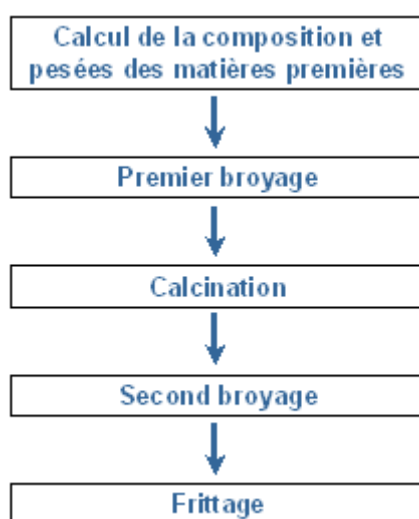 Calcul de la composition et
pesées des matières premières
Premier broyage
Calcination
Second broyage
Frittage